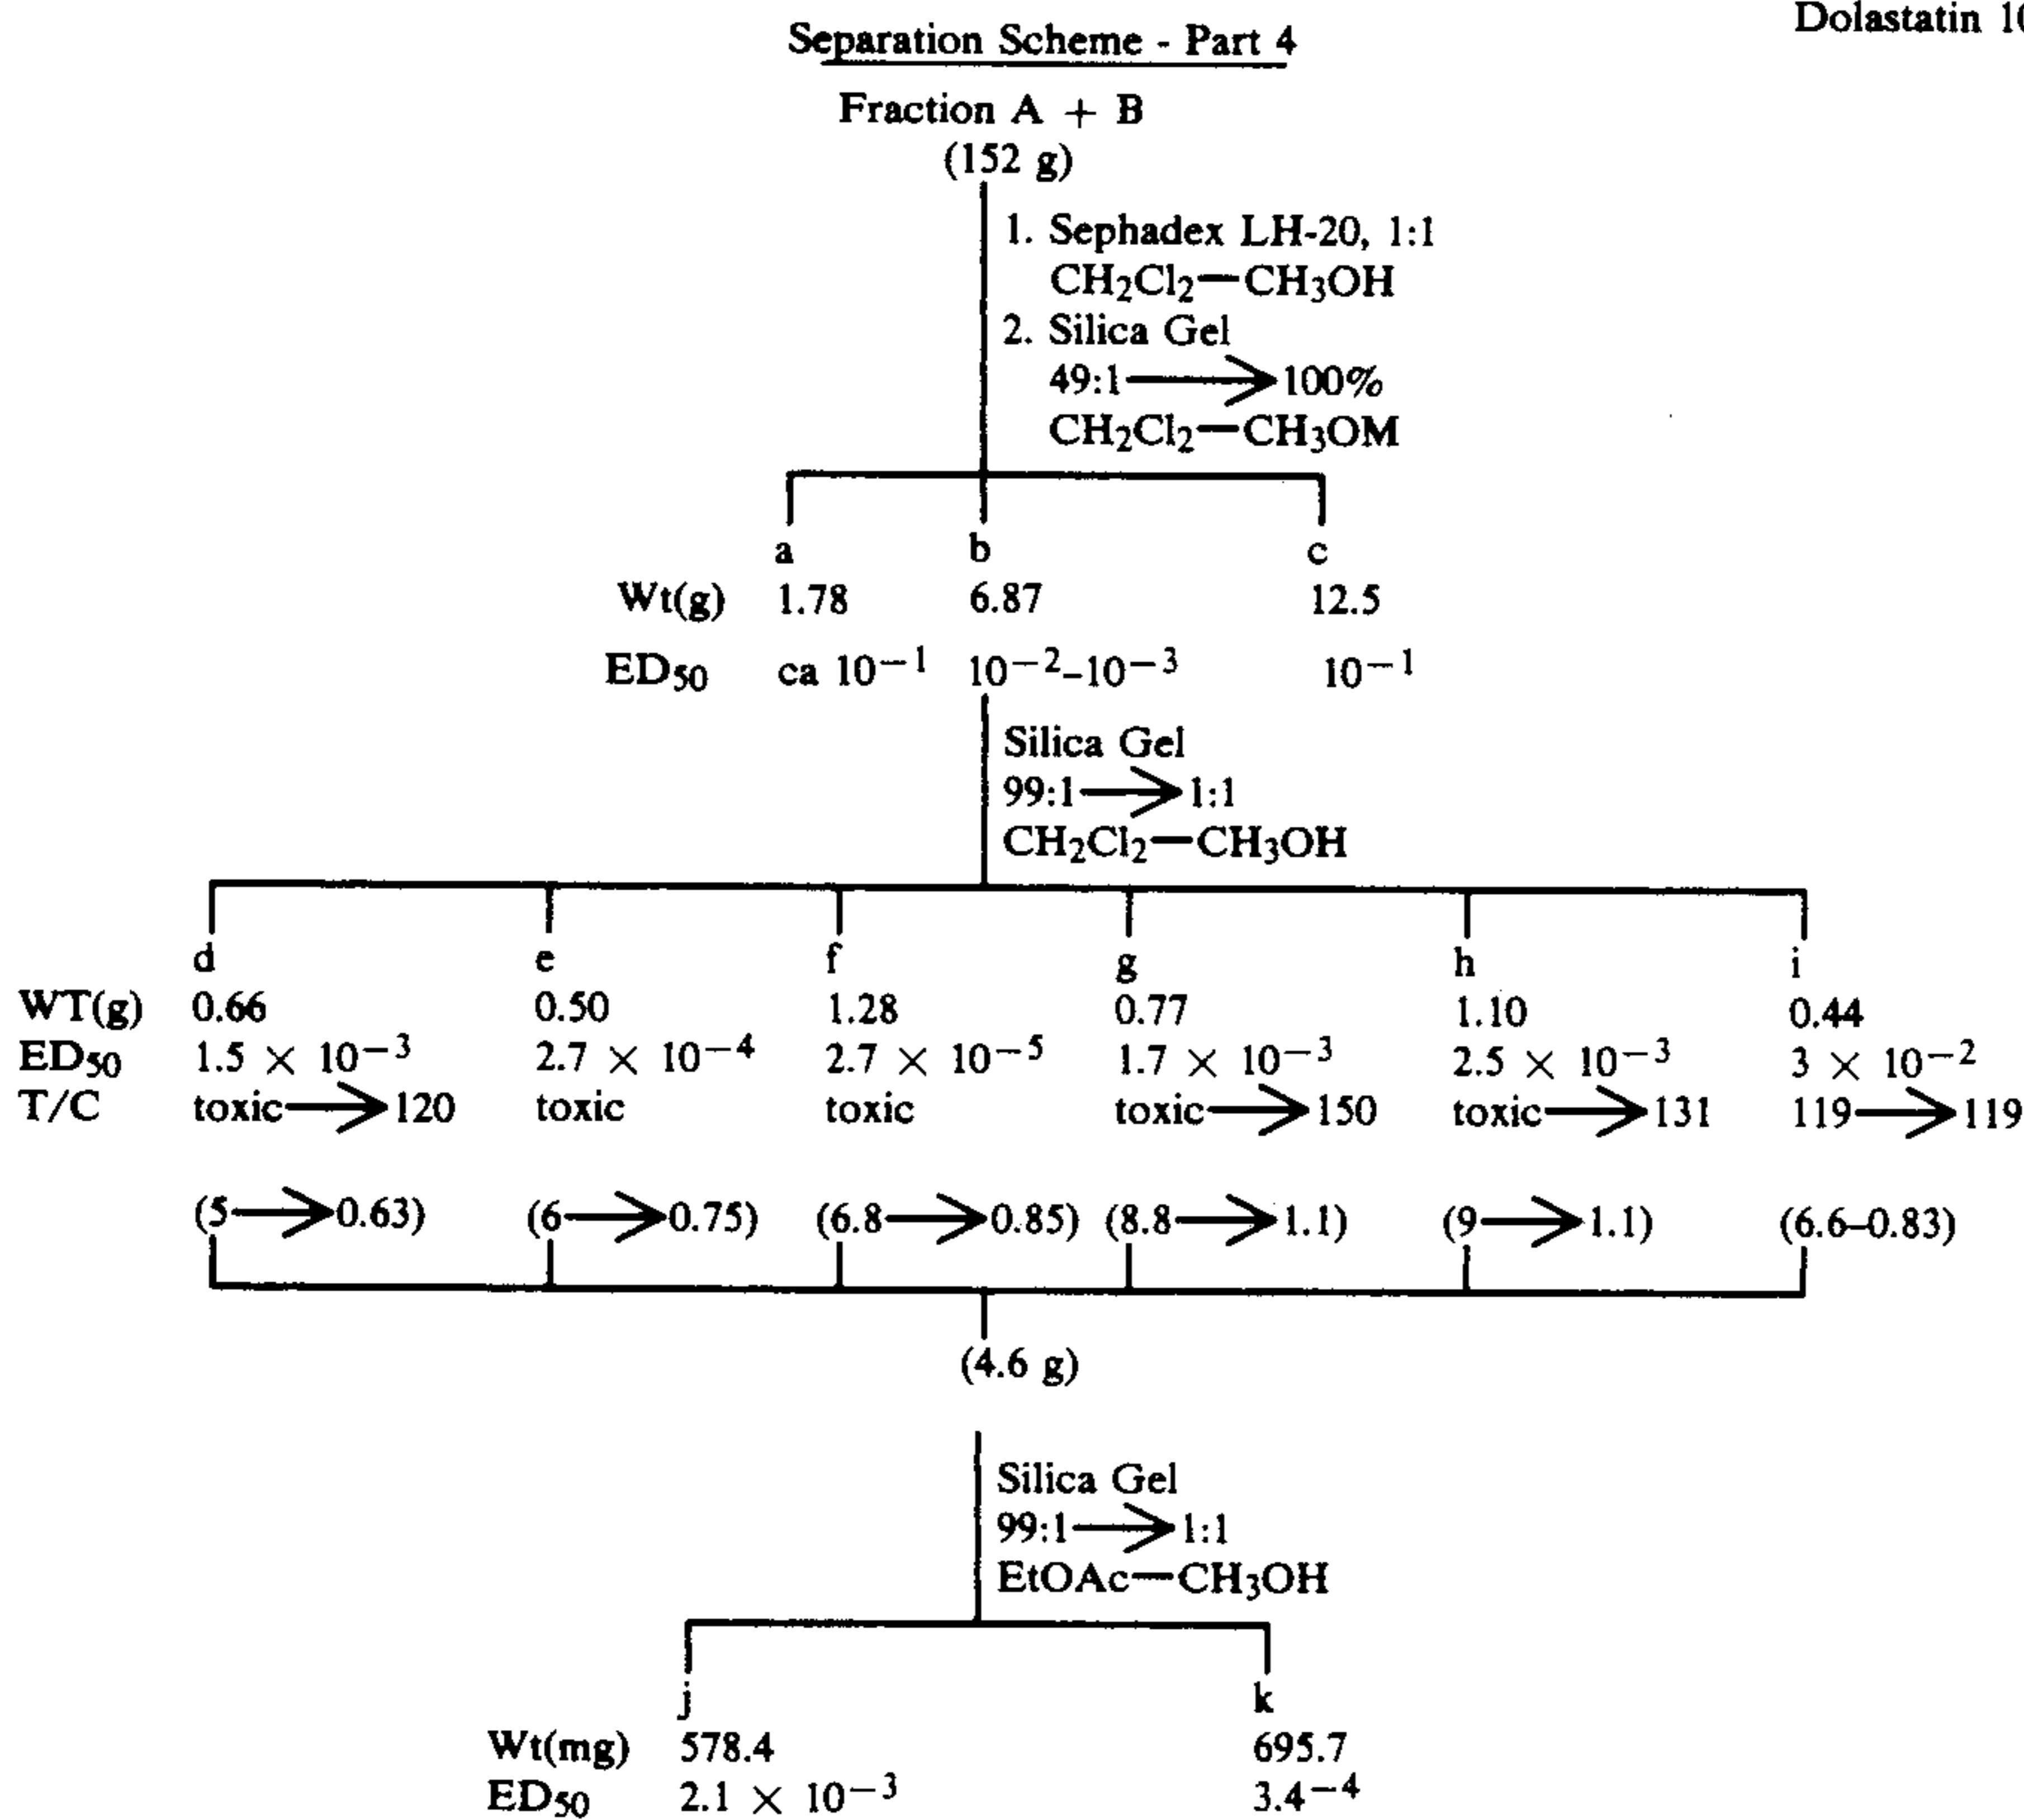 Dolastatin 10
Separation Scheme - Part 4
Fraction A + B
(152 g)
1. Sephadex LH-20, 1:1
CH₂Cl₂—CH₃OH
2. Silica Gel
49:1⟶100%
CH₂Cl₂—CH₃OM
a b c
Wt(g) 1.78 6.87 12.5
ED₅₀ ca 10⁻¹ 10⁻²–10⁻³ 10⁻¹
Silica Gel
99:1⟶1:1
CH₂Cl₂—CH₃OH
d e f g h i
WT(g) 0.66 0.50 1.28 0.77 1.10 0.44
ED₅₀ 1.5 × 10⁻³ 2.7 × 10⁻⁴ 2.7 × 10⁻⁵ 1.7 × 10⁻³ 2.5 × 10⁻³ 3 × 10⁻²
T/C toxic⟶120 toxic toxic toxic⟶150 toxic⟶131 119⟶119
(5⟶0.63) (6⟶0.75) (6.8⟶0.85) (8.8⟶1.1) (9⟶1.1) (6.6–0.83)
(4.6 g)
Silica Gel
99:1⟶1:1
EtOAc—CH₃OH
j k
Wt(mg) 578.4 695.7
ED₅₀ 2.1 × 10⁻³ 3.4⁻⁴